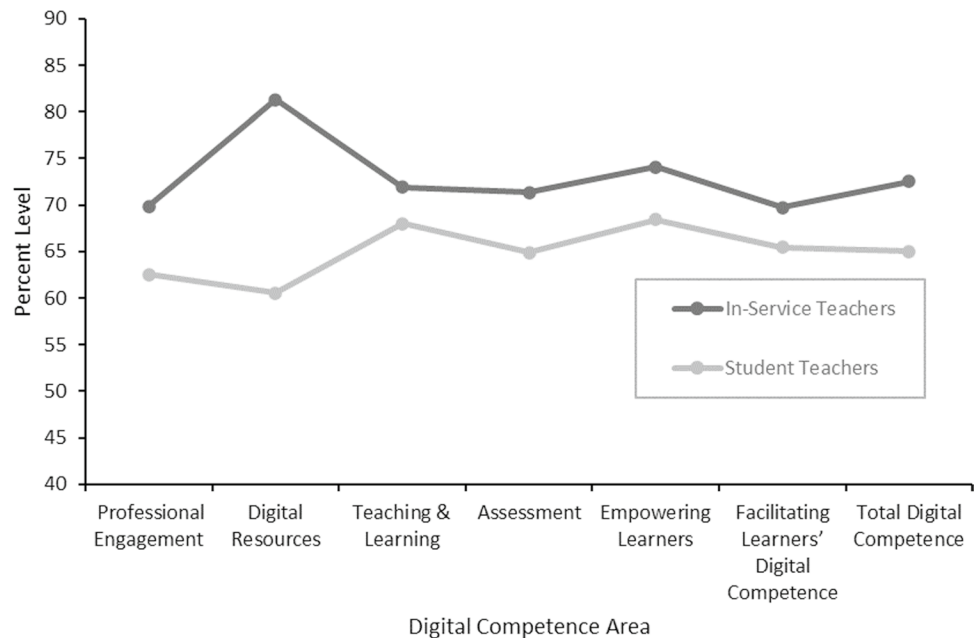 90
85
80
75
70
65
60
55
50
45
40
Percent Level
In-Service Teachers
Student Teachers
Professional
Engagement
Digital
Resources
Teaching &
Learning
Assessment
Empowering
Learners
Facilitating
Learners’
Digital
Competence
Total Digital
Competence
Digital Competence Area